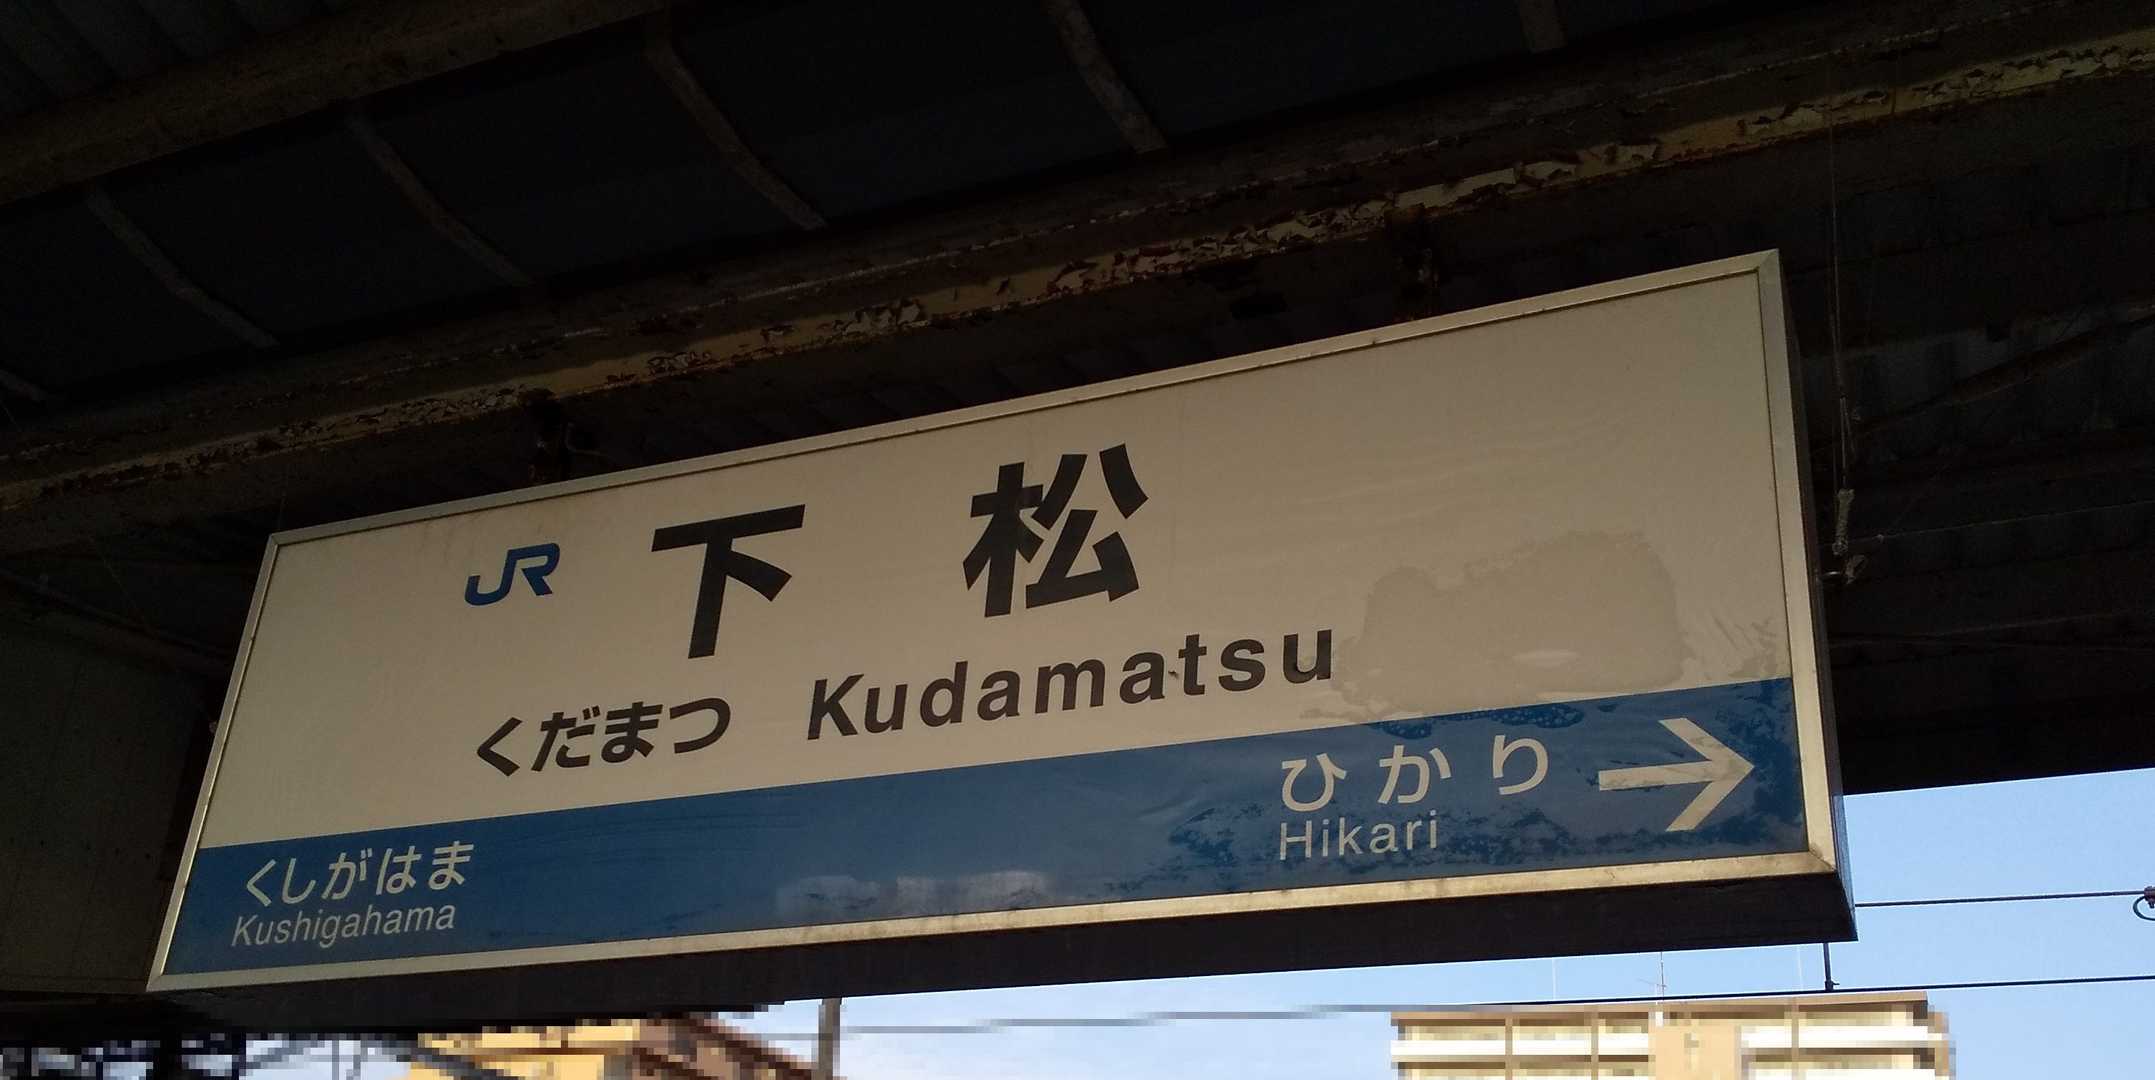 JR 下松
くだまつ Kudamatsu
ひかり →
Hikari
くしがはま
Kushigahama